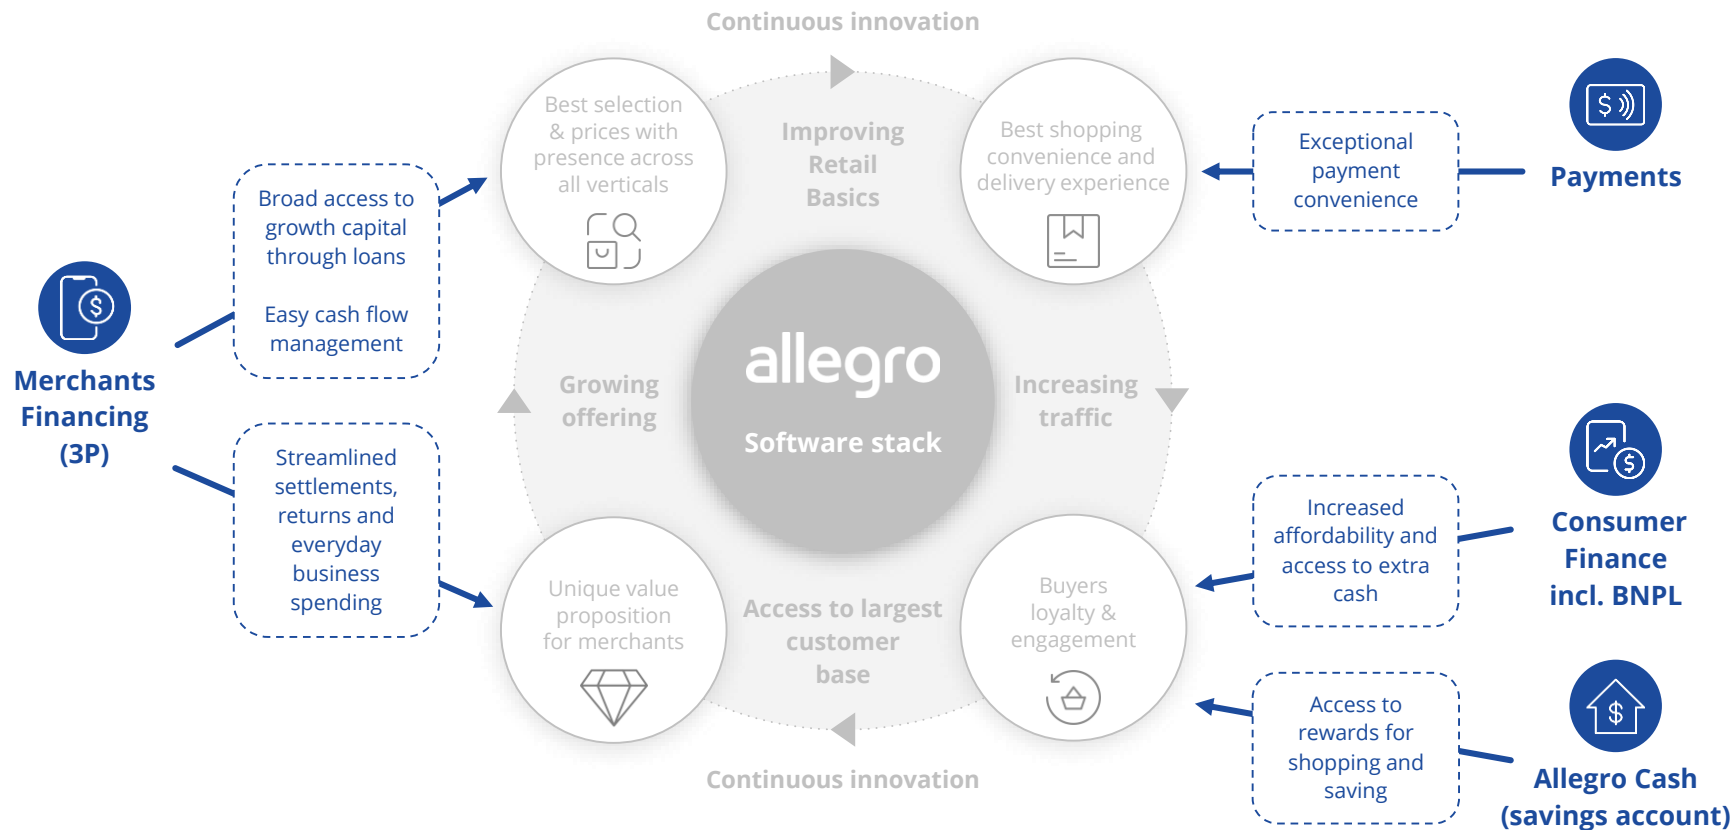 Continuous innovation
Best selection
& prices with
presence across
all verticals
Improving
Retail
Basics
Best shopping
convenience and
delivery experience
Exceptional
payment
convenience
$
Payments
Broad access to
growth capital
through loans
Easy cash flow
management
$
Merchants
Financing
(3P)
Streamlined
settlements,
returns and
everyday
business
spending
Growing
offering
allegro
Software stack
Increasing
traffic
Unique value
proposition
for merchants
Access to largest
customer
base
Buyers
loyalty &
engagement
Increased
affordability and
access to extra
cash
$
Consumer
Finance
incl. BNPL
Access to
rewards for
shopping and
saving
$
Allegro Cash
(savings account)
Continuous innovation